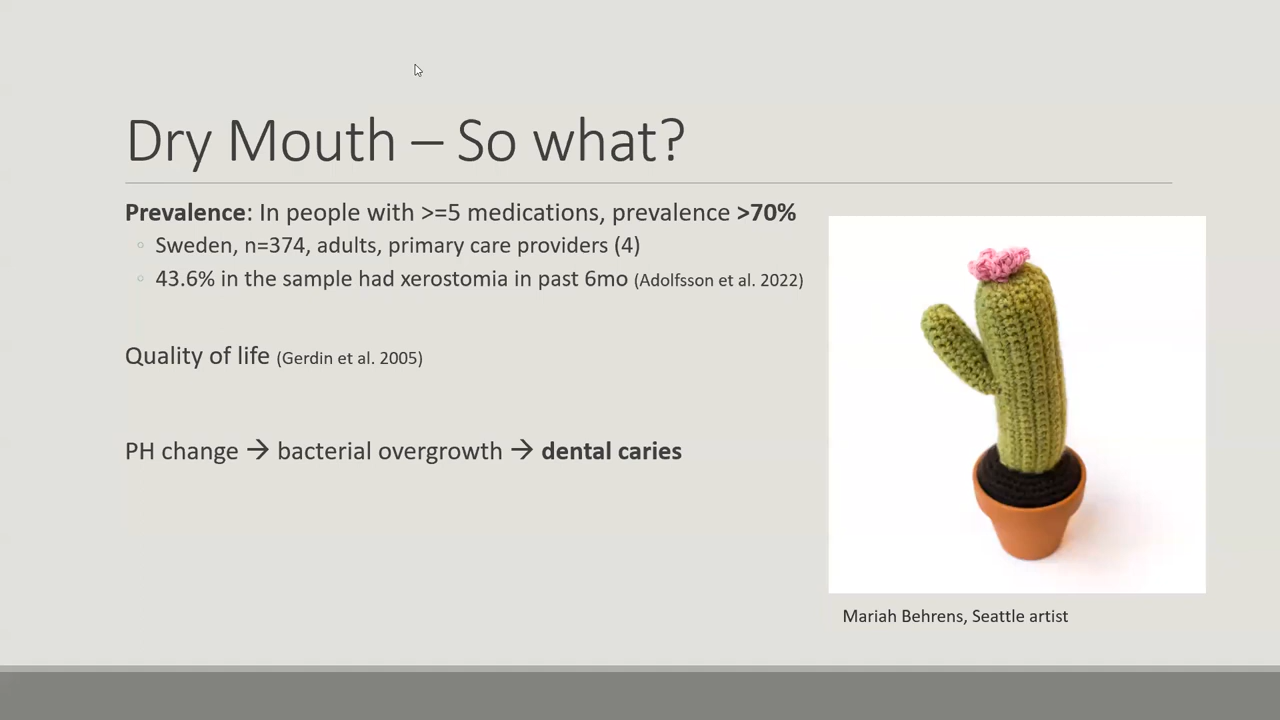 Dry Mouth – So what?
Prevalence: In people with >=5 medications, prevalence >70%
◦ Sweden, n=374, adults, primary care providers (4)
◦ 43.6% in the sample had xerostomia in past 6mo (Adolfsson et al. 2022)
Quality of life (Gerdin et al. 2005)
PH change → bacterial overgrowth → dental caries
Mariah Behrens, Seattle artist